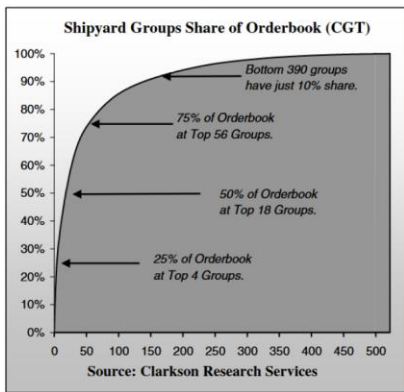 Shipyard Groups Share of Orderbook (CGT)
100%
90%
80%
70%
60%
50%
40%
30%
20%
10%
0%
Bottom 390 groups
have just 10% share.
75% of Orderbook
at Top 56 Groups.
50% of Orderbook
at Top 18 Groups.
25% of Orderbook
at Top 4 Groups.
0 50 100 150 200 250 300 350 400 450 500
Source: Clarkson Research Services